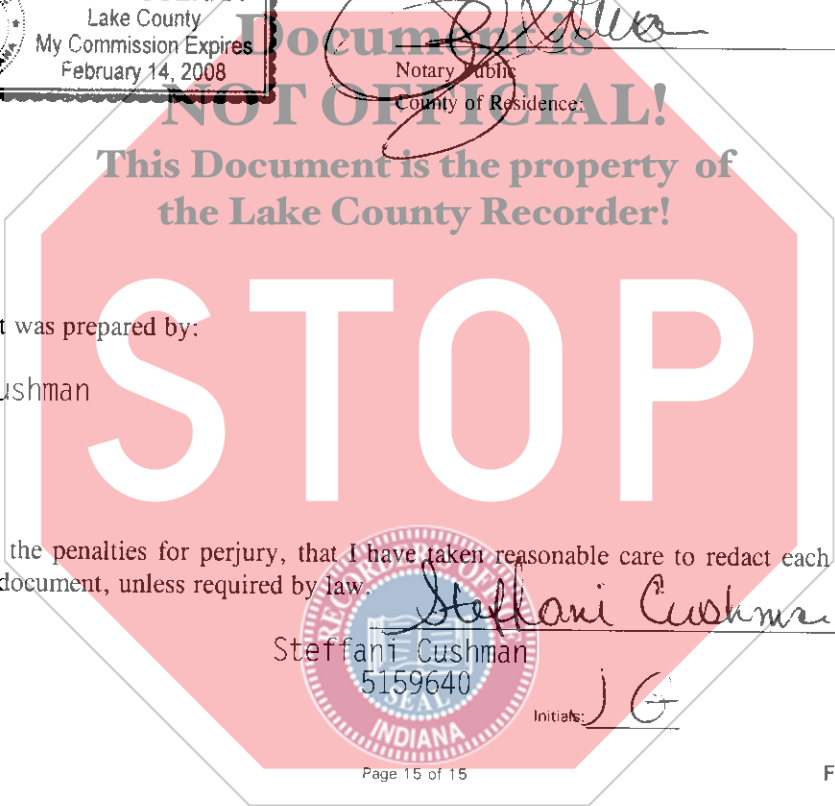 Lake County
My Commission Expires
February 14, 2008
Document is
Notary Public
NOT OFFICIAL!
County of Residence:
This Document is the property of
the Lake County Recorder!
STOP
was prepared by:
ushman
the penalties for perjury, that I have taken reasonable care to redact each
document, unless required by law.
Steffani Cushman
Steffani Cushman
5159640
SEAL
INDIANA
Initials: J G
Page 15 of 15
F